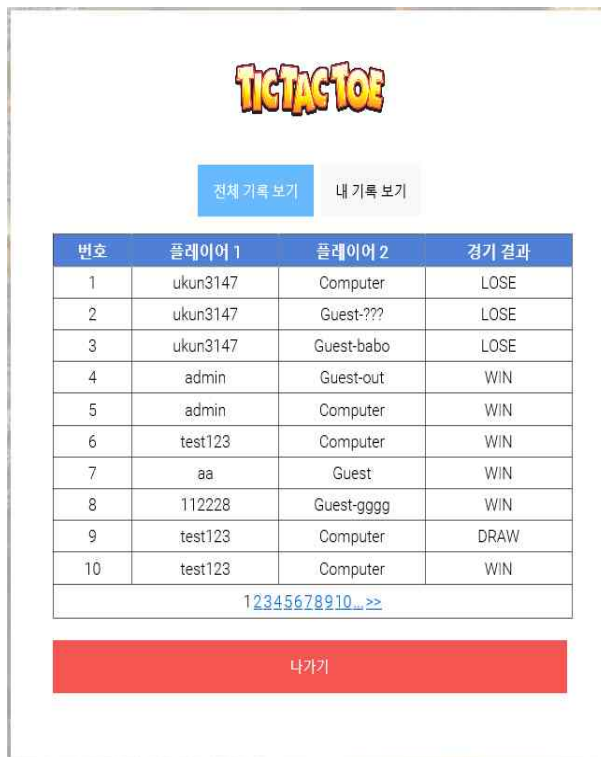 TIC TAC TOE
전체 기록 보기 내 기록 보기
번호 플레이어 1 플레이어 2 경기 결과
1 ukun3147 Computer LOSE
2 ukun3147 Guest-??? LOSE
3 ukun3147 Guest-babo LOSE
4 admin Guest-out WIN
5 admin Computer WIN
6 test123 Computer WIN
7 aa Guest WIN
8 112228 Guest-gggg WIN
9 test123 Computer DRAW
10 test123 Computer WIN
12345678910... >>
나가기